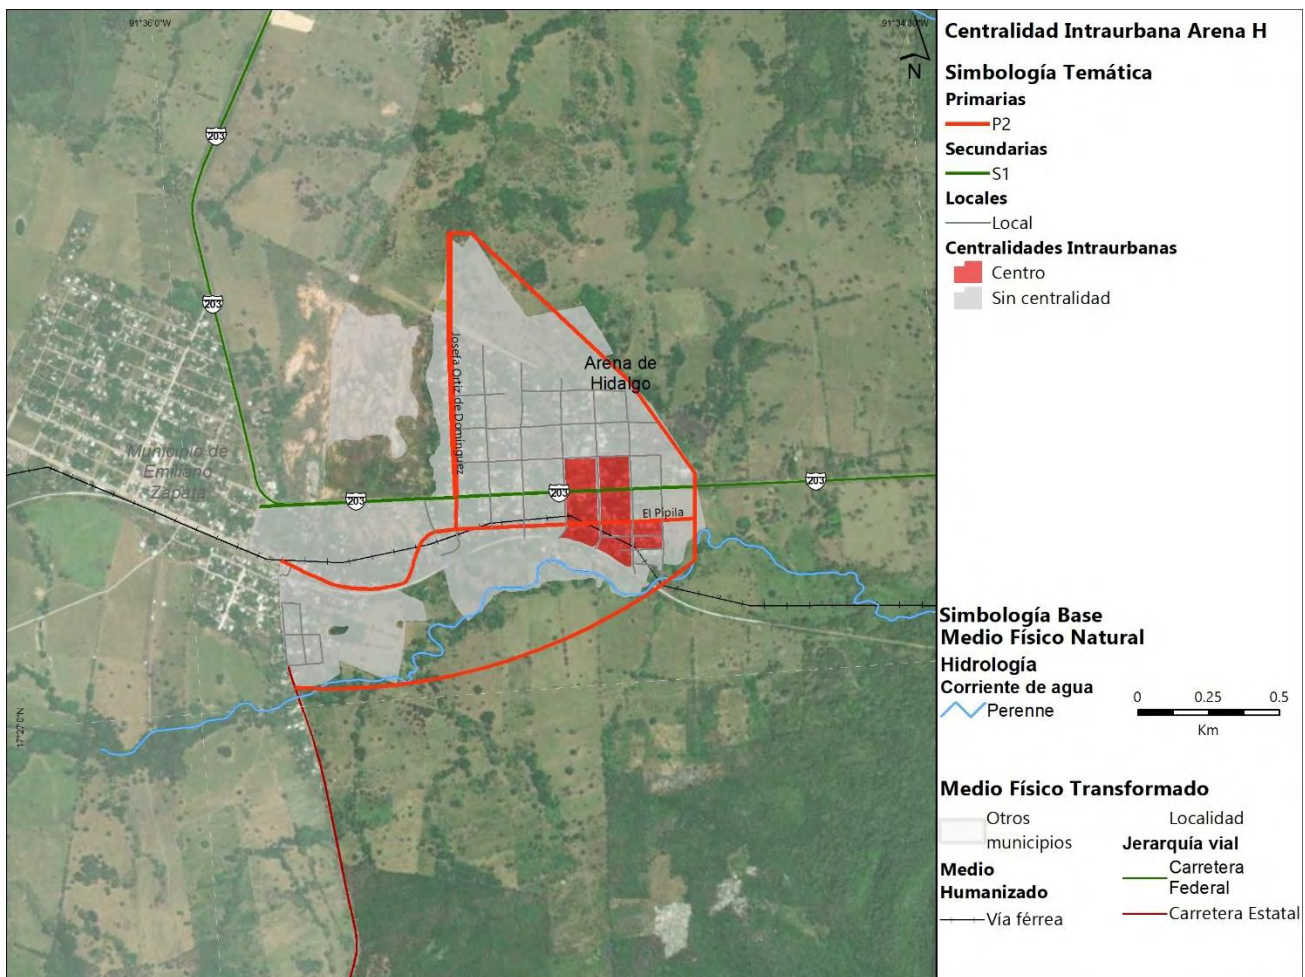 91°36'0"W
91°34'0"W
N
203
203
Arena de
Hidalgo
Josefa Ortiz de Domínguez
Municipio de
Emiliano
Zapata
203
203
203
El Pípila
17°27'0"N
Centralidad Intraurbana Arena H
Simbología Temática
Primarias
P2
Secundarias
S1
Locales
Local
Centralidades Intraurbanas
Centro
Sin centralidad
Simbología Base
Medio Físico Natural
Hidrología
Corriente de agua
Perenne
0 0.25 0.5
Km
Medio Físico Transformado
Otros
municipios
Localidad
Jerarquía vial
Medio
Humanizado
Vía férrea
Carretera
Federal
Carretera Estatal